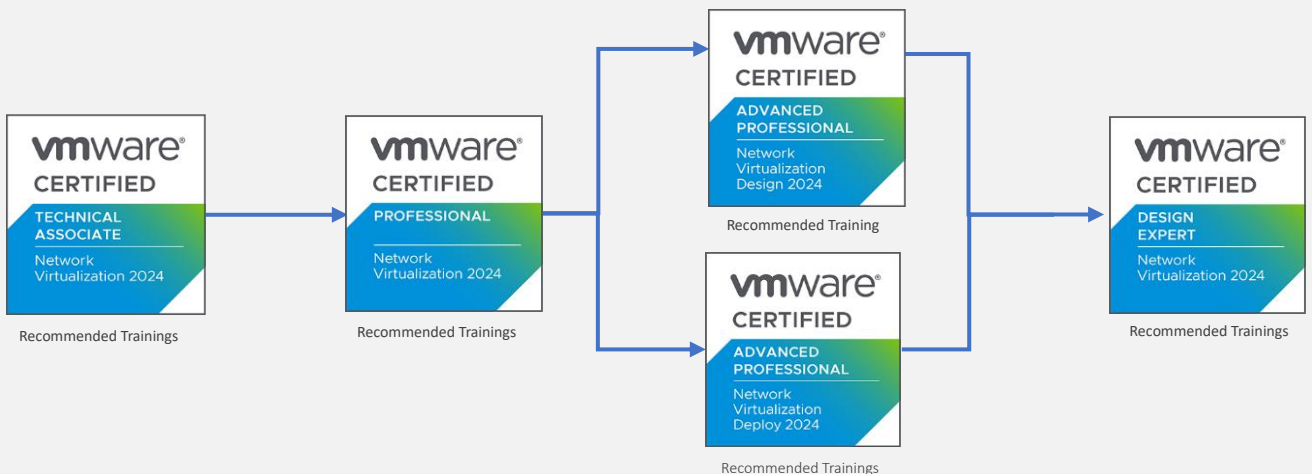 vmware®
CERTIFIED
TECHNICAL
ASSOCIATE
Network
Virtualization 2024
Recommended Trainings
vmware®
CERTIFIED
PROFESSIONAL
Network
Virtualization 2024
Recommended Trainings
vmware®
CERTIFIED
ADVANCED
PROFESSIONAL
Network
Virtualization
Design 2024
Recommended Training
vmware®
CERTIFIED
ADVANCED
PROFESSIONAL
Network
Virtualization
Deploy 2024
Recommended Trainings
vmware®
CERTIFIED
DESIGN
EXPERT
Network
Virtualization 2024
Recommended Trainings